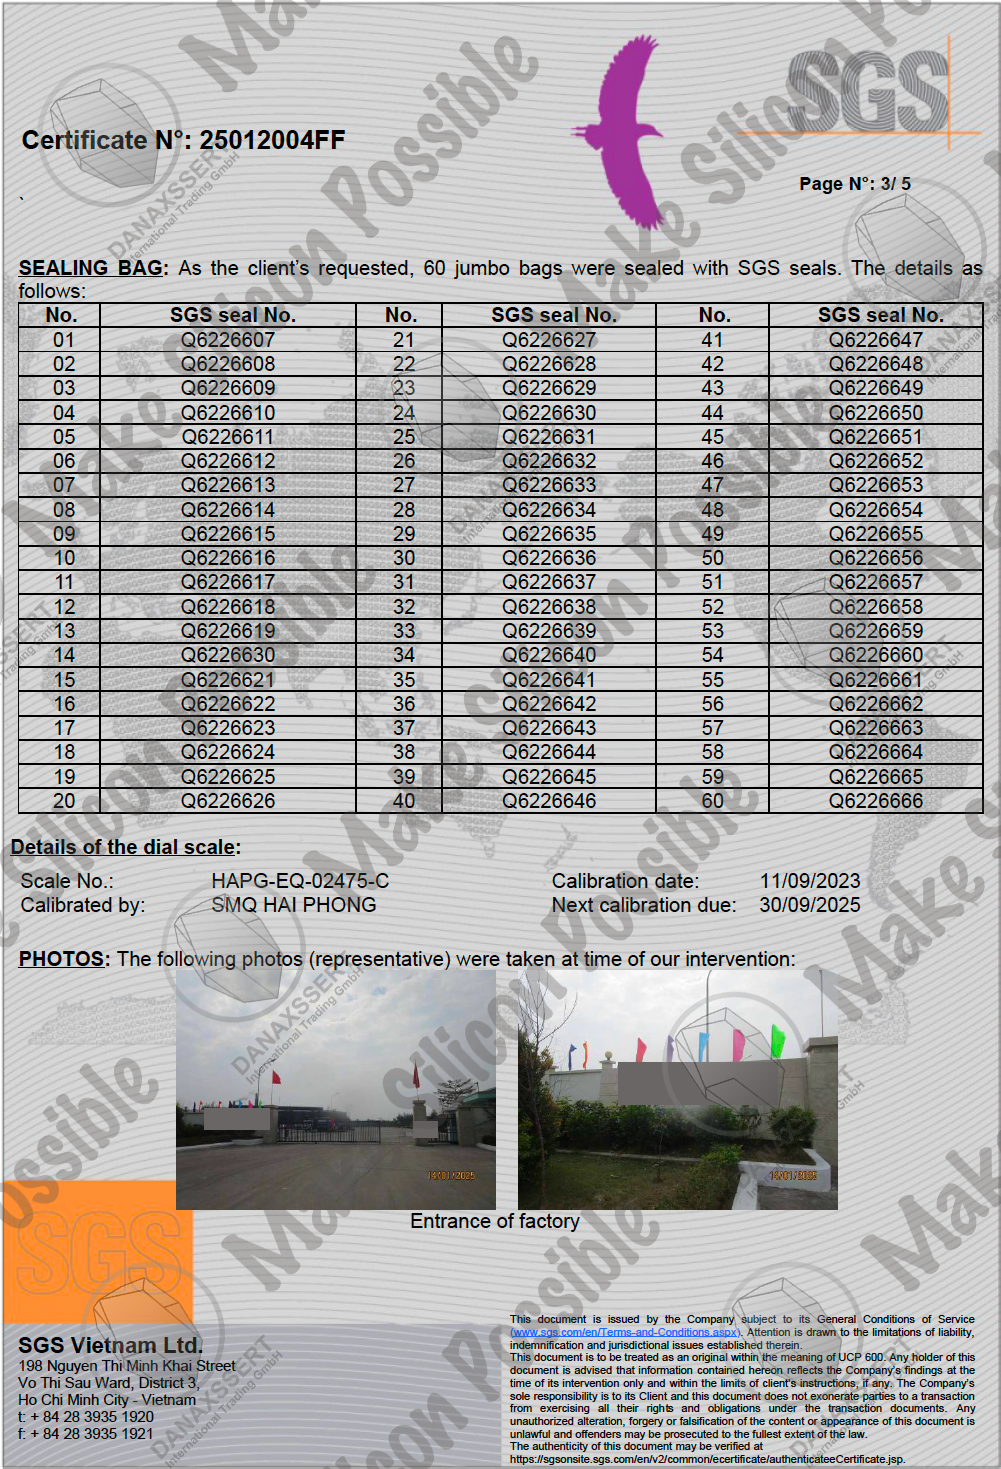 SGS
Certificate N°: 25012004FF
Page N°: 3/ 5
`
SEALING BAG: As the client's requested, 60 jumbo bags were sealed with SGS seals. The details as
follows:
No. SGS seal No. No. SGS seal No. No. SGS seal No.
01 Q6226607 21 Q6226627 41 Q6226647
02 Q6226608 22 Q6226628 42 Q6226648
03 Q6226609 23 Q6226629 43 Q6226649
04 Q6226610 24 Q6226630 44 Q6226650
05 Q6226611 25 Q6226631 45 Q6226651
06 Q6226612 26 Q6226632 46 Q6226652
07 Q6226613 27 Q6226633 47 Q6226653
08 Q6226614 28 Q6226634 48 Q6226654
09 Q6226615 29 Q6226635 49 Q6226655
10 Q6226616 30 Q6226636 50 Q6226656
11 Q6226617 31 Q6226637 51 Q6226657
12 Q6226618 32 Q6226638 52 Q6226658
13 Q6226619 33 Q6226639 53 Q6226659
14 Q6226630 34 Q6226640 54 Q6226660
15 Q6226621 35 Q6226641 55 Q6226661
16 Q6226622 36 Q6226642 56 Q6226662
17 Q6226623 37 Q6226643 57 Q6226663
18 Q6226624 38 Q6226644 58 Q6226664
19 Q6226625 39 Q6226645 59 Q6226665
20 Q6226626 40 Q6226646 60 Q6226666
Details of the dial scale:
Scale No.: HAPG-EQ-02475-C Calibration date: 11/09/2023
Calibrated by: SMQ HAI PHONG Next calibration due: 30/09/2025
PHOTOS: The following photos (representative) were taken at time of our intervention:
14/01/2025 14/01/2025
Entrance of factory
SGS
SGS Vietnam Ltd.
198 Nguyen Thi Minh Khai Street
Vo Thi Sau Ward, District 3,
Ho Chi Minh City - Vietnam
t: + 84 28 3935 1920
f: + 84 28 3935 1921
This document is issued by the Company subject to its General Conditions of Service
(www.sgs.com/en/Terms-and-Conditions.aspx). Attention is drawn to the limitations of liability,
indemnification and jurisdictional issues established therein.
This document is to be treated as an original within the meaning of UCP 600. Any holder of this
document is advised that information contained hereon reflects the Company's findings at the
time of its intervention only and within the limits of client's instructions, if any. The Company's
sole responsibility is to its Client and this document does not exonerate parties to a transaction
from exercising all their rights and obligations under the transaction documents. Any
unauthorized alteration, forgery or falsification of the content or appearance of this document is
unlawful and offenders may be prosecuted to the fullest extent of the law.
The authenticity of this document may be verified at
https://sgsonsite.sgs.com/en/v2/common/ecertificate/authenticateeCertificate.jsp.
Make Silicon Possible
DANAXSSERT
International Trading GmbH